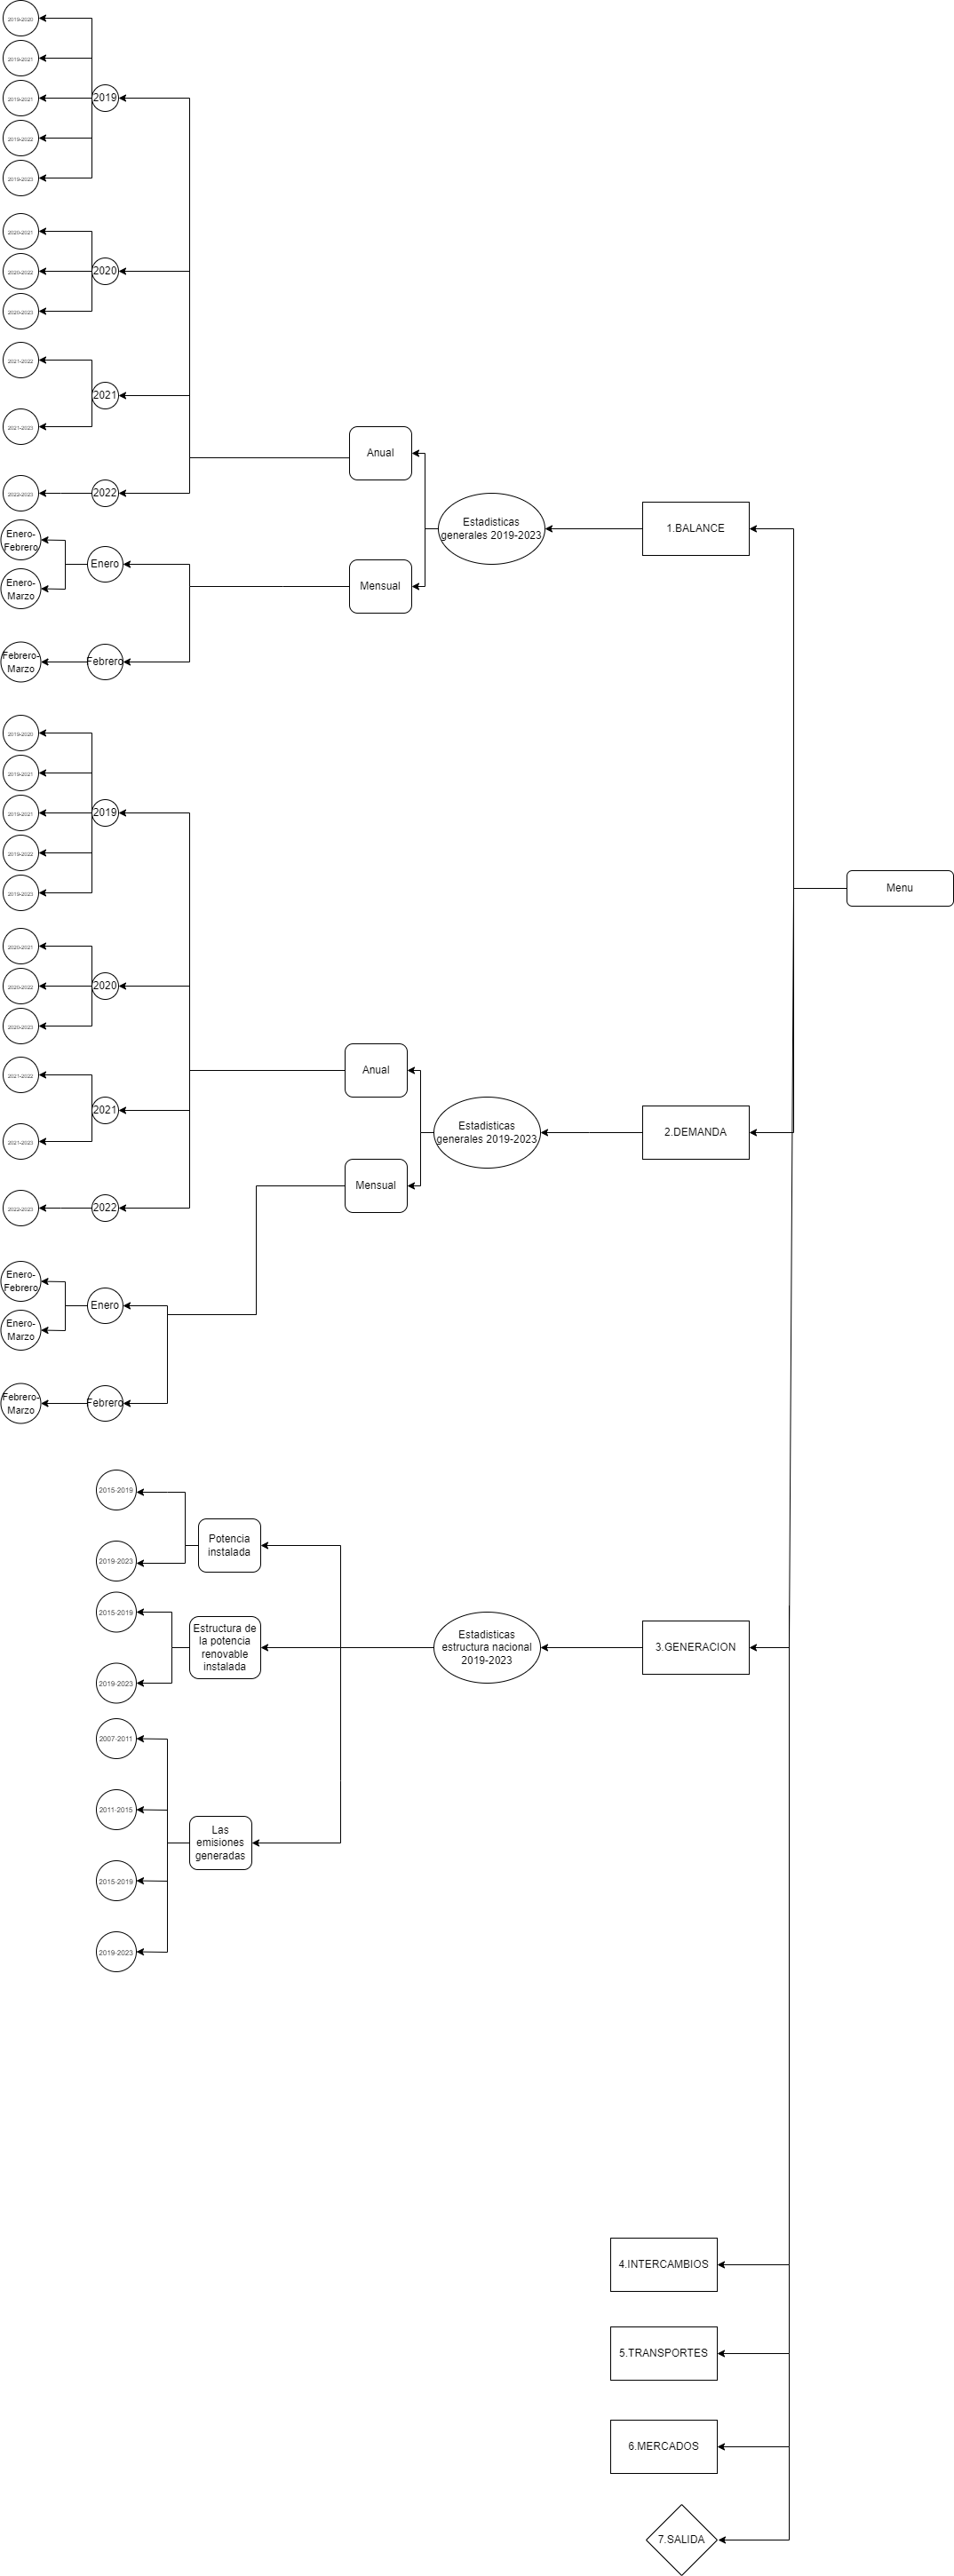 2019-2020
2019-2021
2019-2021
2019
2019-2022
2019-2023
2020-2021
2020-2022
2020
2020-2023
2021-2022
2021
2021-2023
Anual
2022-2023
2022
Estadisticas
generales 2019-2023
1.BALANCE
Enero-
Febrero
Enero
Enero-
Marzo
Mensual
Febrero-
Marzo
Febrero
2019-2020
2019-2021
2019-2021
2019
2019-2022
2019-2023
Menu
2020-2021
2020-2022
2020
2020-2023
2021-2022
Anual
2021
2021-2023
Estadisticas
generales 2019-2023
2.DEMANDA
Mensual
2022-2023
2022
Enero-
Febrero
Enero
Enero-
Marzo
Febrero-
Marzo
Febrero
2015-2019
Potencia
instalada
2019-2023
2015-2019
Estructura de
la potencia
renovable
instalada
Estadisticas
estructura nacional
2019-2023
3.GENERACION
2019-2023
2007-2011
2011-2015
Las
emisiones
generadas
2015-2019
2019-2023
4.INTERCAMBIOS
5.TRANSPORTES
6.MERCADOS
7.SALIDA